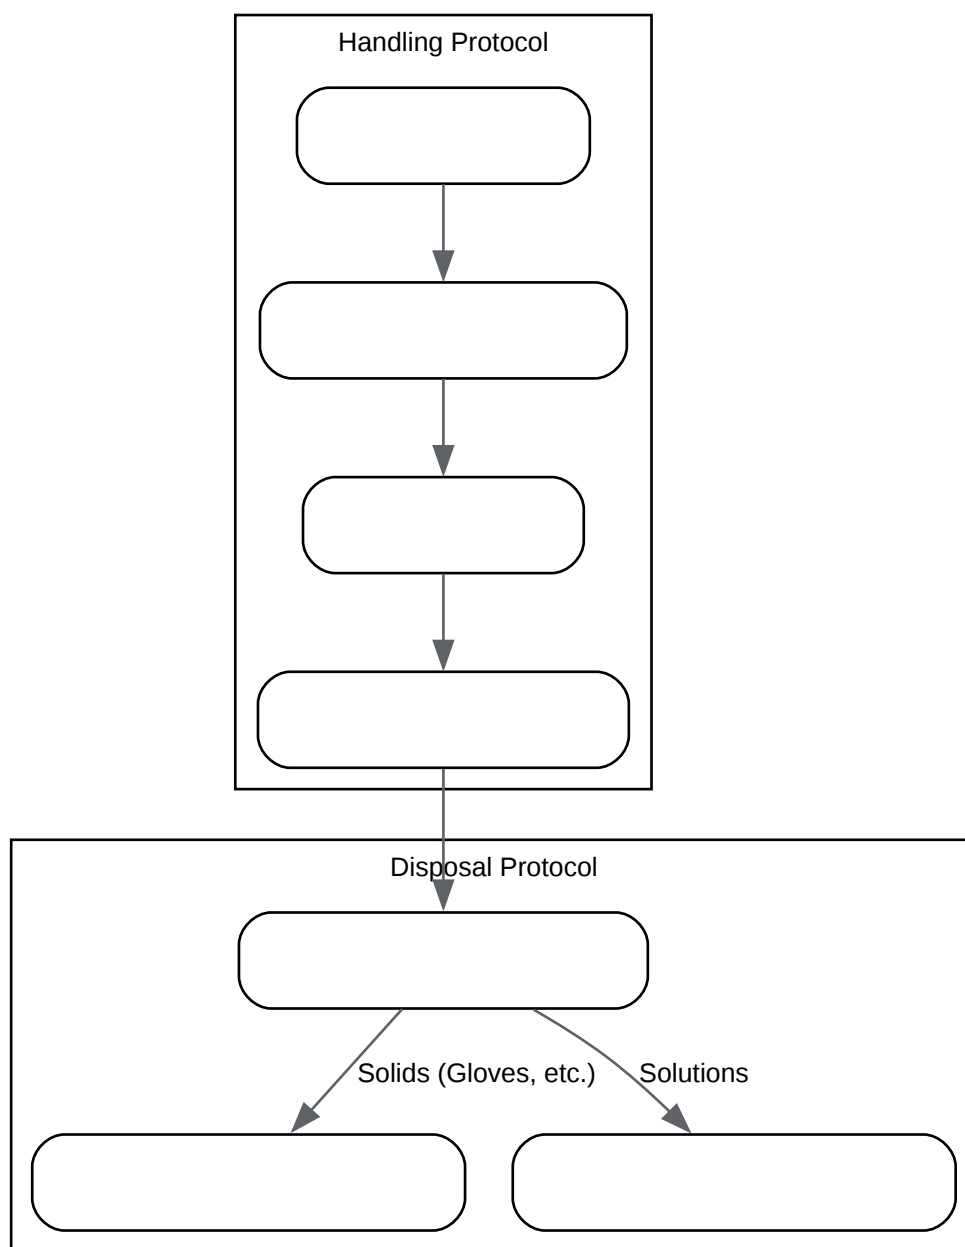 Handling Protocol
Disposal Protocol
Solids (Gloves, etc.)
Solutions